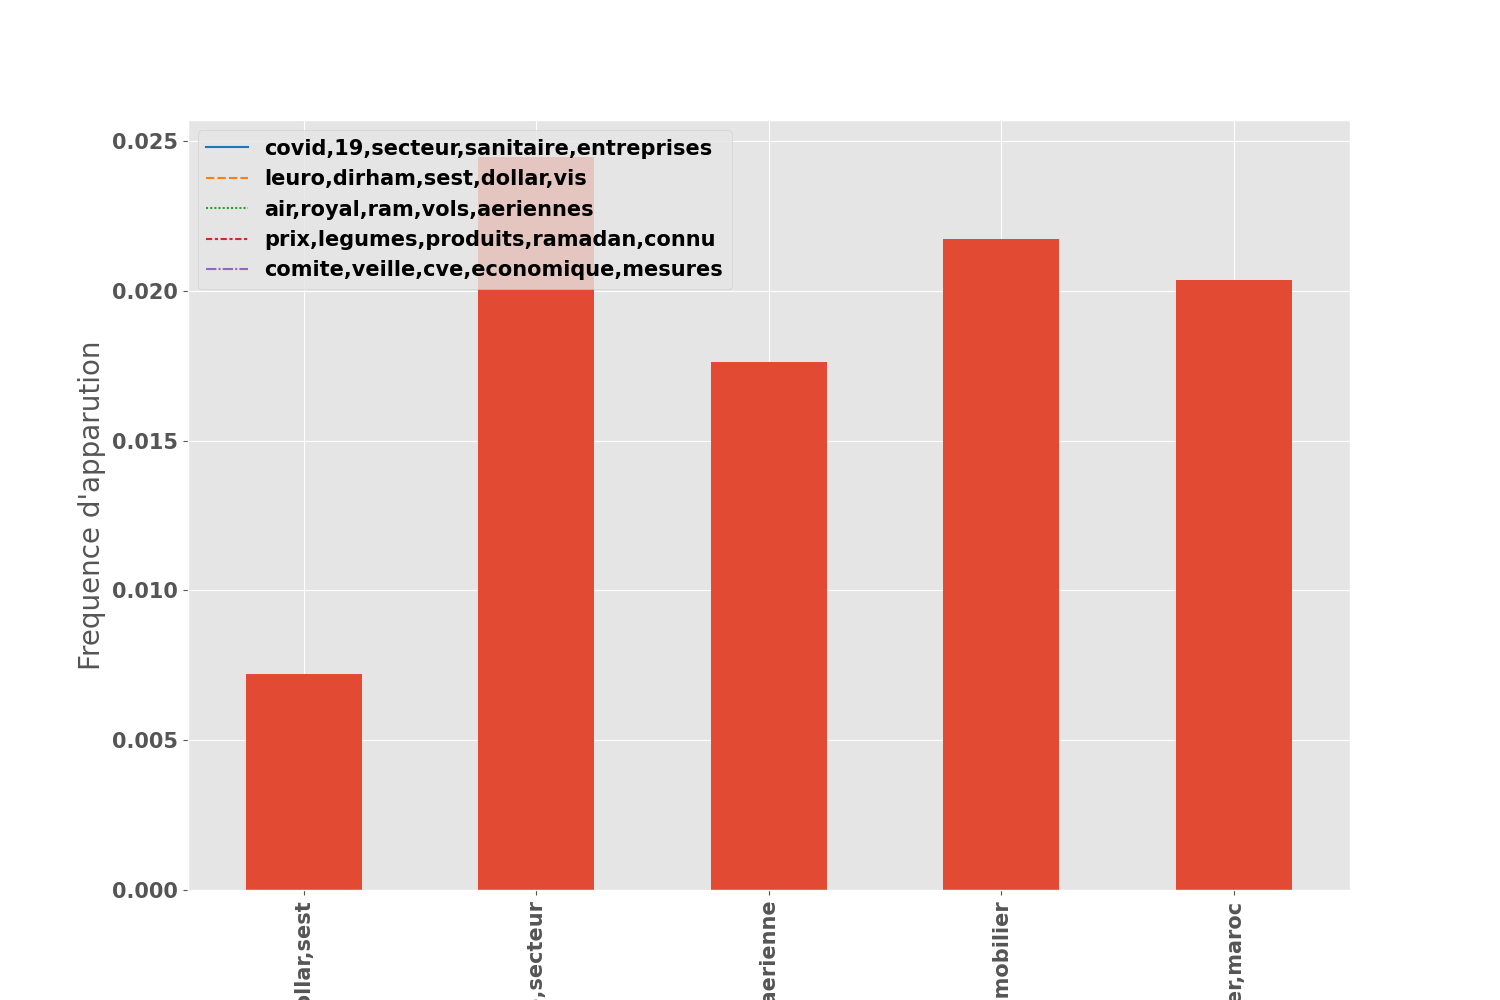 covid,19,secteur,sanitaire,entreprises
leuro,dirham,sest,dollar,vis
air,royal,ram,vols,aeriennes
prix,legumes,produits,ramadan,connu
comite,veille,cve,economique,mesures
Frequence d'apparution
0.025
0.020
0.015
0.010
0.005
0.000
ollar,sest
,secteur
aerienne
mobilier
er,maroc